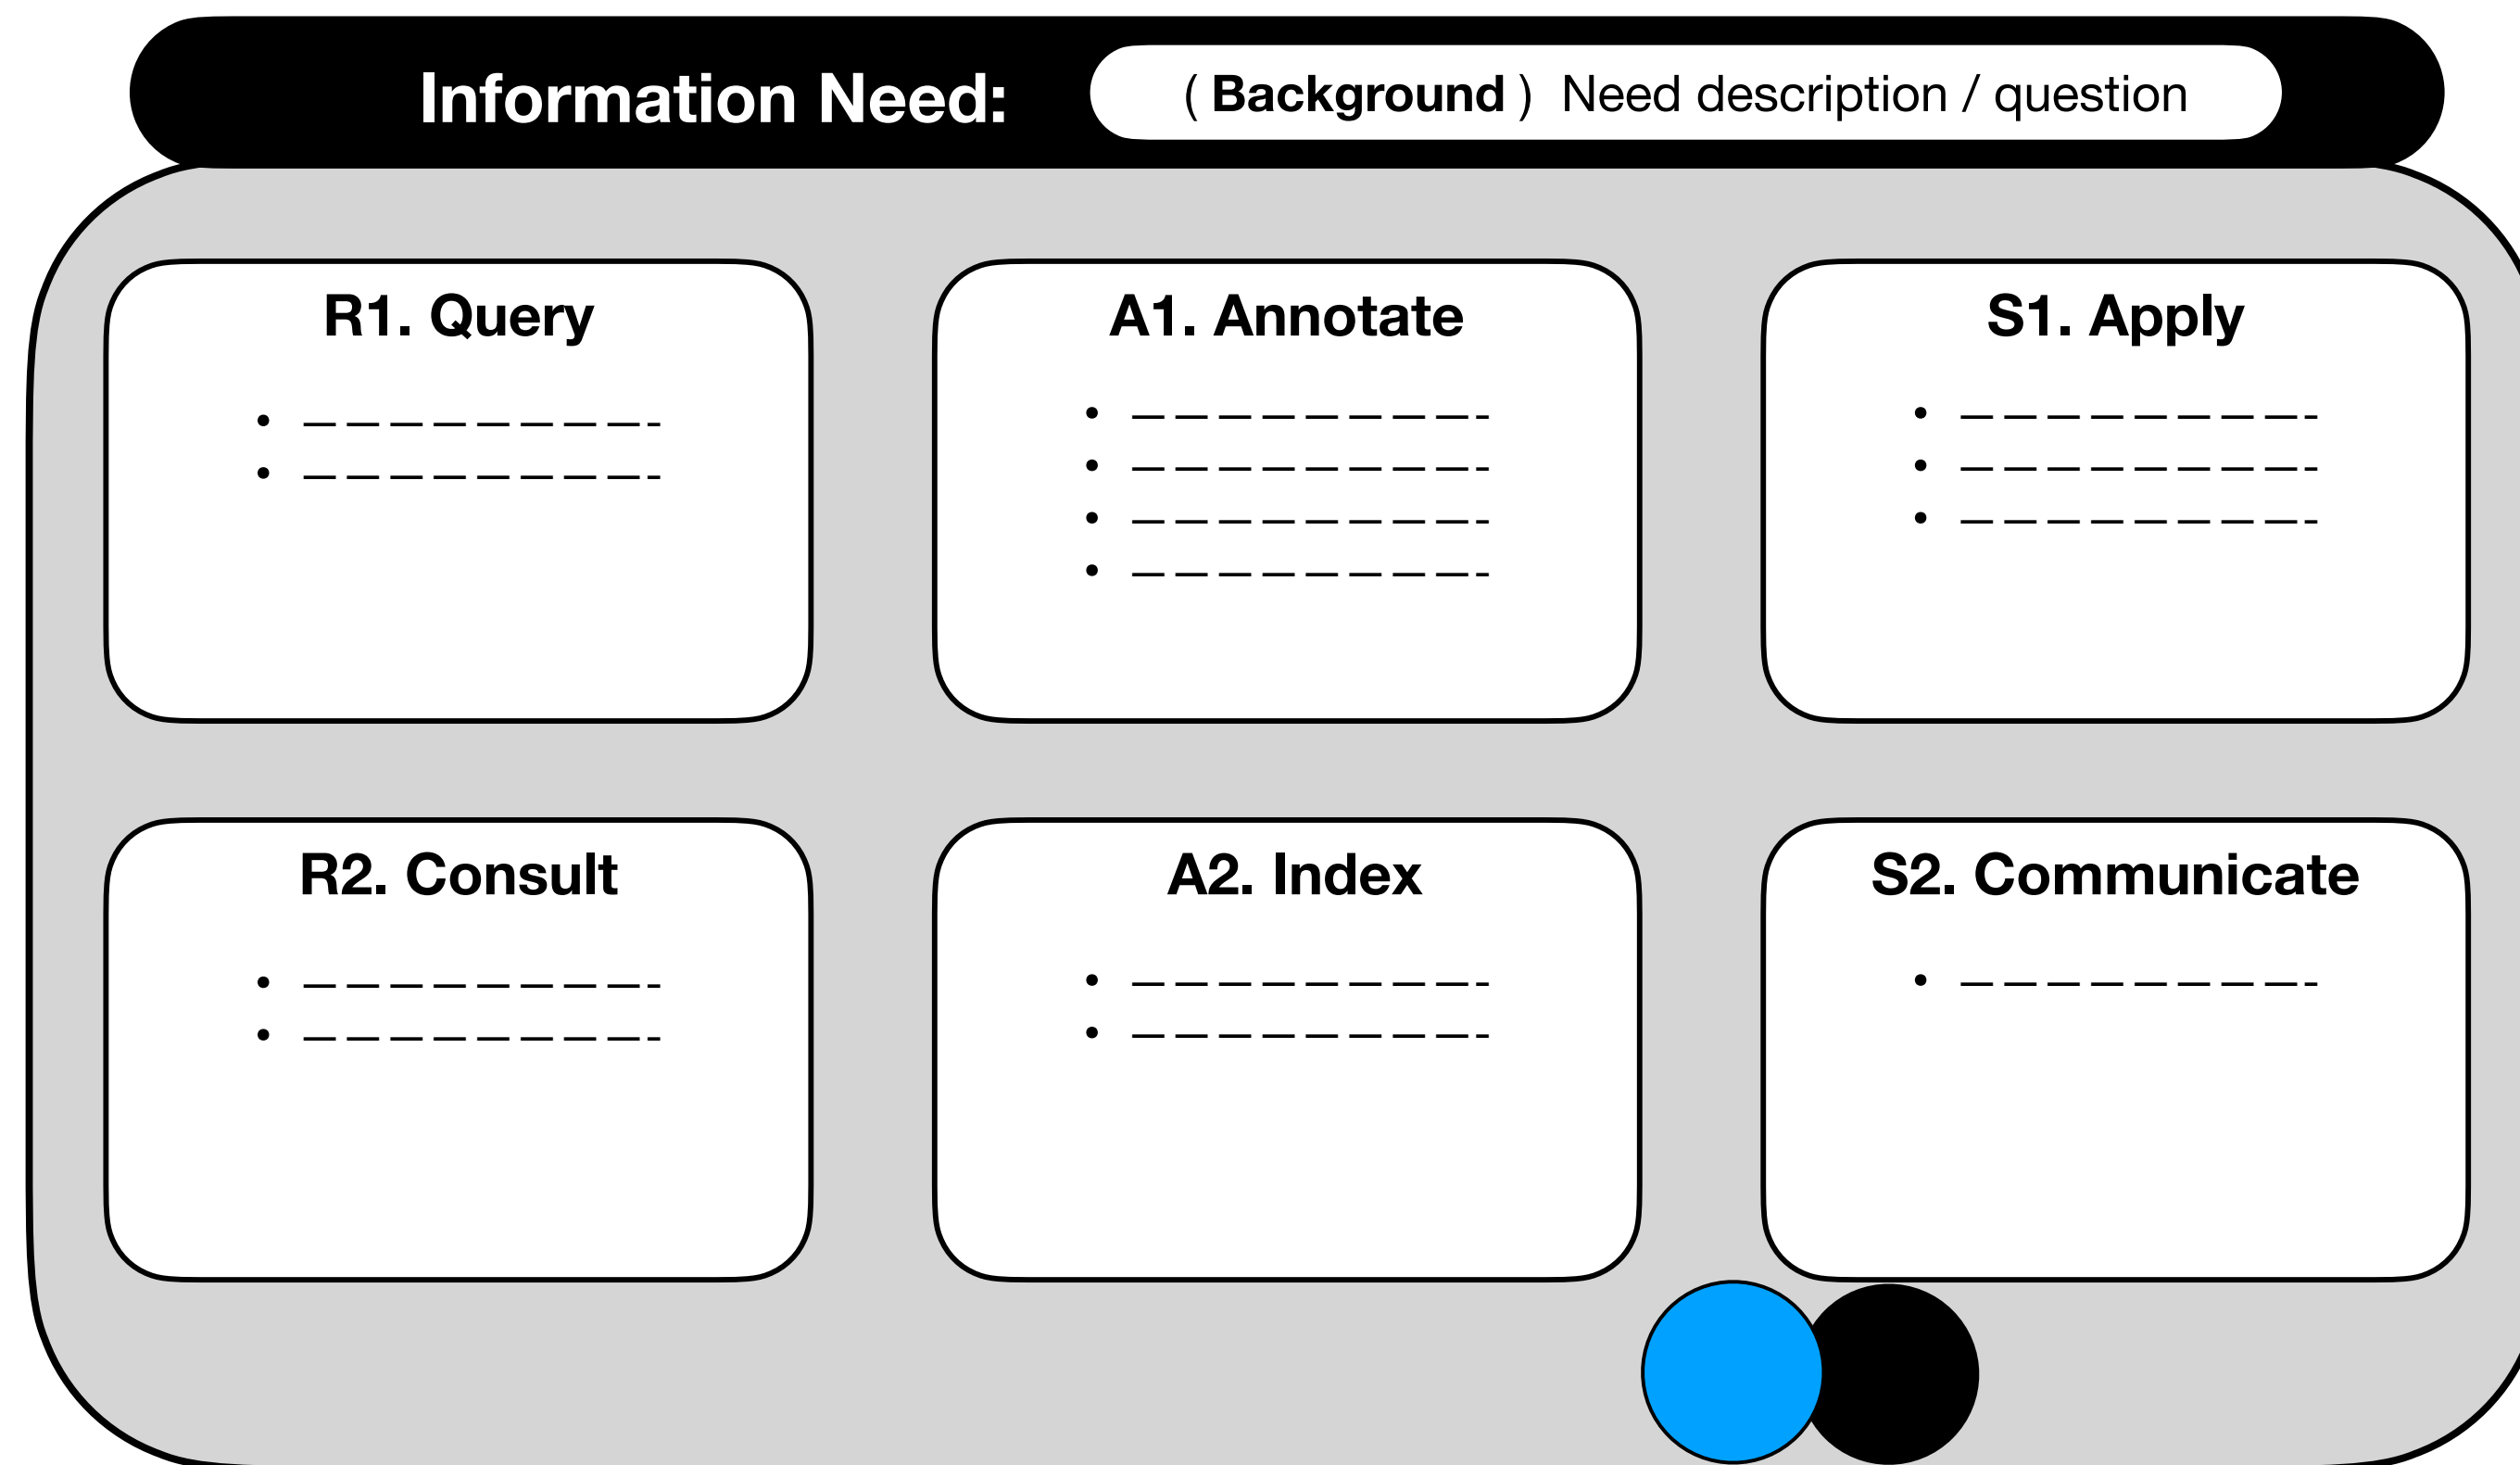 Information Need: ( Background ) Need description / question
R1. Query
A1. Annotate
S1. Apply
R2. Consult
A2. Index
S2. Communicate